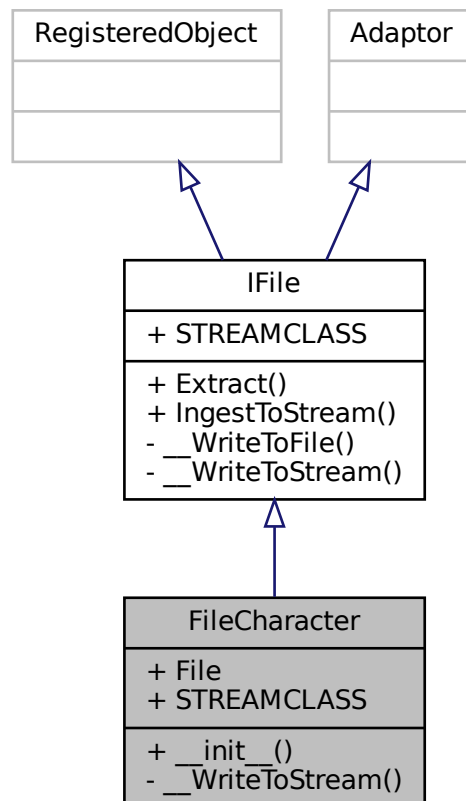 RegisteredObject
Adaptor
IFile
+ STREAMCLASS
+ Extract()
+ IngestToStream()
- __WriteToFile()
- __WriteToStream()
FileCharacter
+ File
+ STREAMCLASS
+ __init__()
- __WriteToStream()